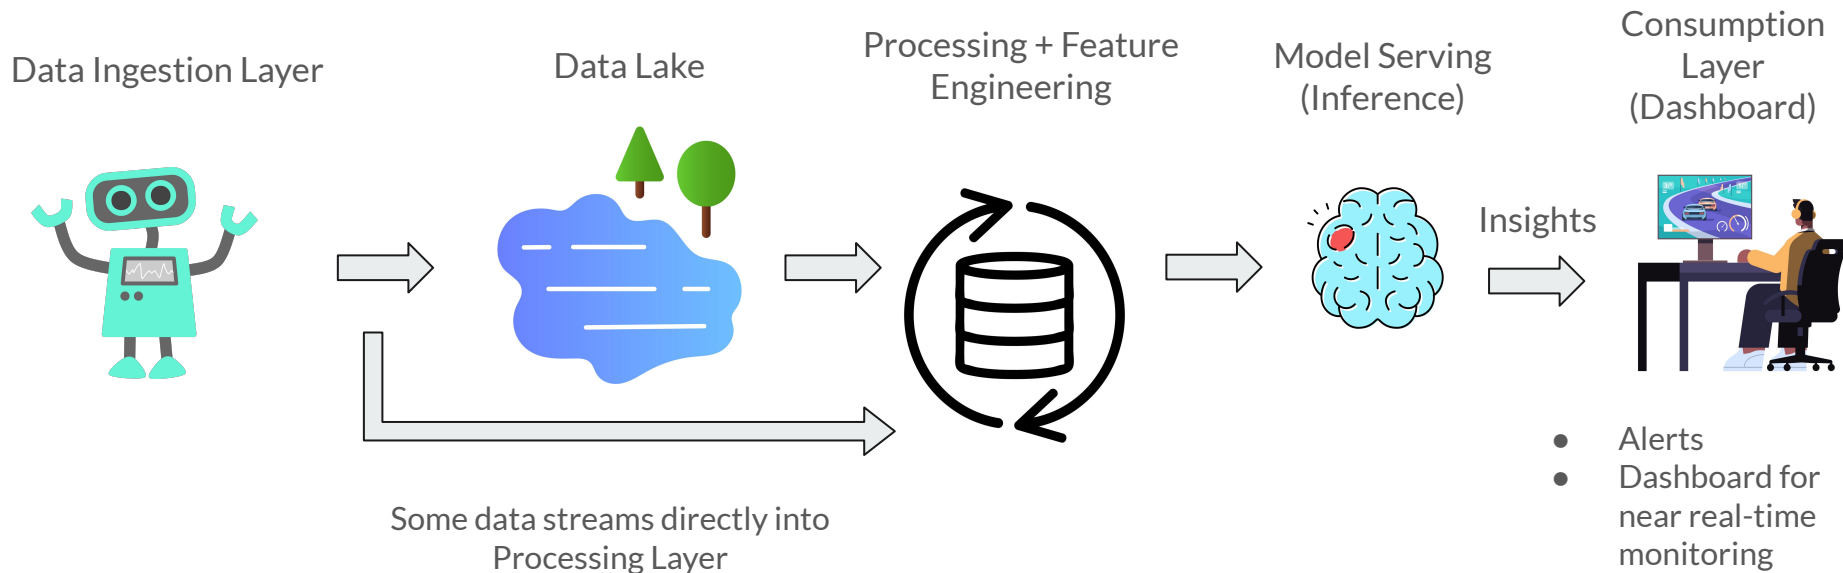 Data Ingestion Layer
Data Lake
Processing + Feature
Engineering
Model Serving
(Inference)
Consumption
Layer
(Dashboard)
Insights
Some data streams directly into
Processing Layer
● Alerts
● Dashboard for
near real-time
monitoring